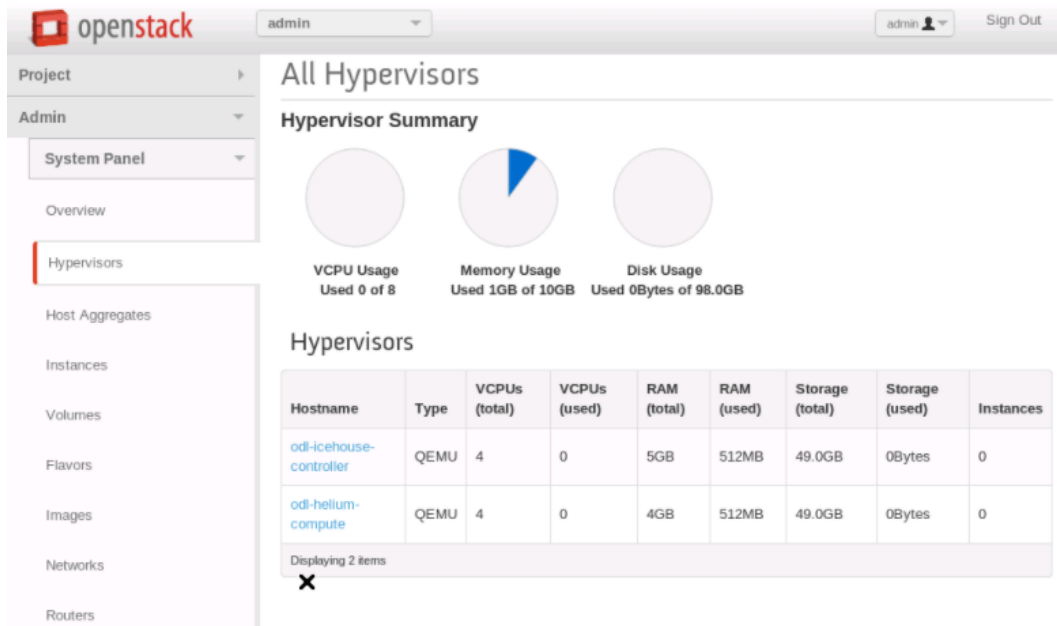 openstack
admin
admin
Sign Out
Project
Admin
System Panel
Overview
Hypervisors
Host Aggregates
Instances
Volumes
Flavors
Images
Networks
Routers
All Hypervisors
Hypervisor Summary
VCPU Usage
Used 0 of 8
Memory Usage
Used 1GB of 10GB
Disk Usage
Used 0Bytes of 98.0GB
Hypervisors
Hostname Type VCPUs (total) VCPUs (used) RAM (total) RAM (used) Storage (total) Storage (used) Instances
odl-icehouse-controller QEMU 4 0 5GB 512MB 49.0GB 0Bytes 0
odl-helium-compute QEMU 4 0 4GB 512MB 49.0GB 0Bytes 0
Displaying 2 items